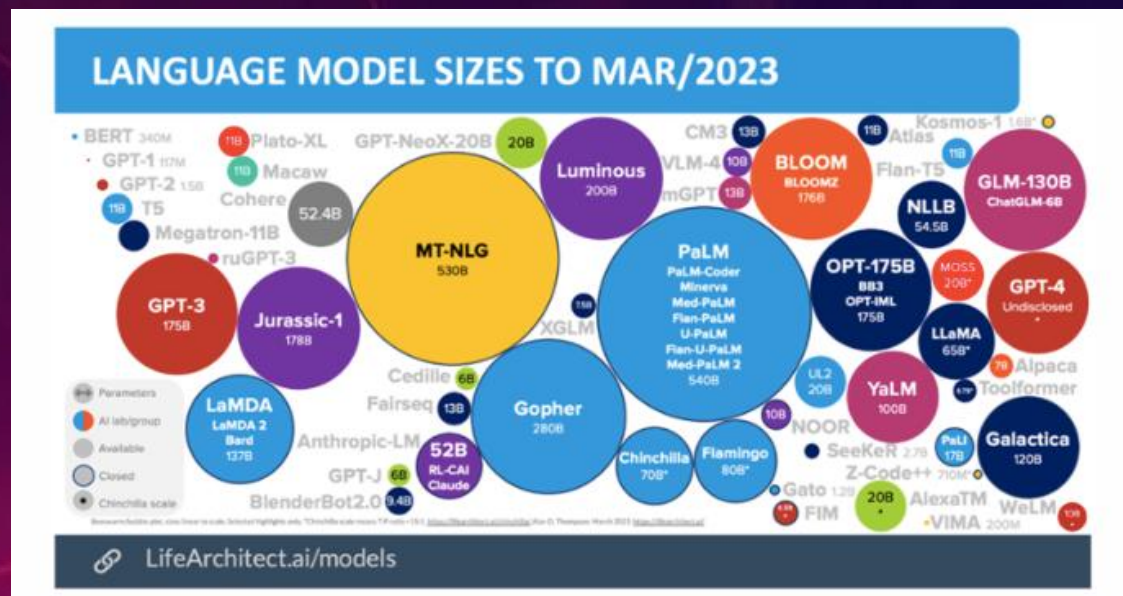 LANGUAGE MODEL SIZES TO MAR/2023
BERT 340M
GPT-1 117M
GPT-2 1.5B
11B T5
Megatron-11B
ruGPT-3
11B Plato-XL
11B Macaw
Cohere
52.4B
GPT-NeoX-20B
20B
MT-NLG
530B
Luminous
200B
CM3 13B
VLM-4 10B
mGPT 13B
BLOOM
BLOOMZ
176B
11B
Atlas
Kosmos-1 1.6B*
Flan-T5
11B
GLM-130B
ChatGLM-6B
NLLB
54.5B
GPT-3
175B
Jurassic-1
178B
XGLM
7.5B
PaLM
PaLM-Coder
Minerva
Med-PaLM
Flan-PaLM
U-PaLM
Flan-U-PaLM
Med-PaLM 2
540B
OPT-175B
BB3
OPT-IML
175B
MOSS
20B*
GPT-4
Undisclosed
*
LLaMA
65B*
7B Alpaca
Toolformer
UL2
20B
YaLM
100B
Parameters
AI lab/group
Available
Closed
Chinchilla scale
LaMDA
LaMDA 2
Bard
137B
Cedille 6B
Fairseq 13B
Anthropic-LM
52B
RL-CAI
Claude
GPT-J 6B
BlenderBot2.0 9.4B
Gopher
280B
Chinchilla
70B*
Flamingo
80B*
10B
NOOR
SeeKeR 2.7B
PaLI
17B
Galactica
120B
Z-Code++ 710M*
Gato 1.2B
FIM
20B
*
AlexaTM
VIMA 200M
WeLM
10B
*
LifeArchitect.ai/models